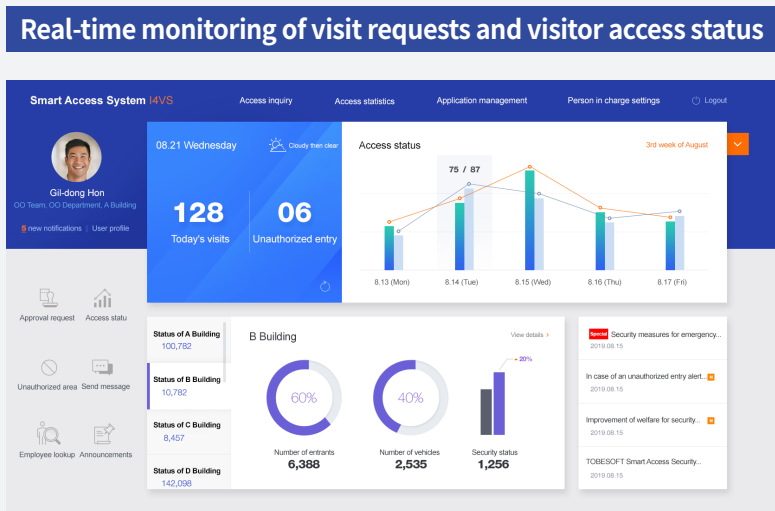 Real-time monitoring of visit requests and visitor access status
Smart Access System I4VS
Access inquiry
Access statistics
Application management
Person in charge settings
Logout
Gil-dong Hon
OO Team. OO Department. A Building
5 new notifications | User profile
08.21 Wednesday
Cloudy then clear
128
Today's visits
06
Unauthorized entry
Access status
3rd week of August
75 / 87
8.13 (Mon)
8.14 (Tue)
8.15 (Wed)
8.16 (Thu)
8.17 (Fri)
Approval request
Access statu
Unauthorized area
Send message
Employee lookup
Announcements
Status of A Building
100,782
Status of B Building
10,782
Status of C Building
8,457
Status of D Building
142,098
B Building
View details >
60%
Number of entrants
6,388
40%
Number of vehicles
2,535
20%
Security status
1,256
Special Security measures for emergency...
2019.08.15
In case of an unauthorized entry alert... N
2019.08.15
Improvement of welfare for security... N
2019.08.15
TOBESOFT Smart Access Security...
2019.08.15